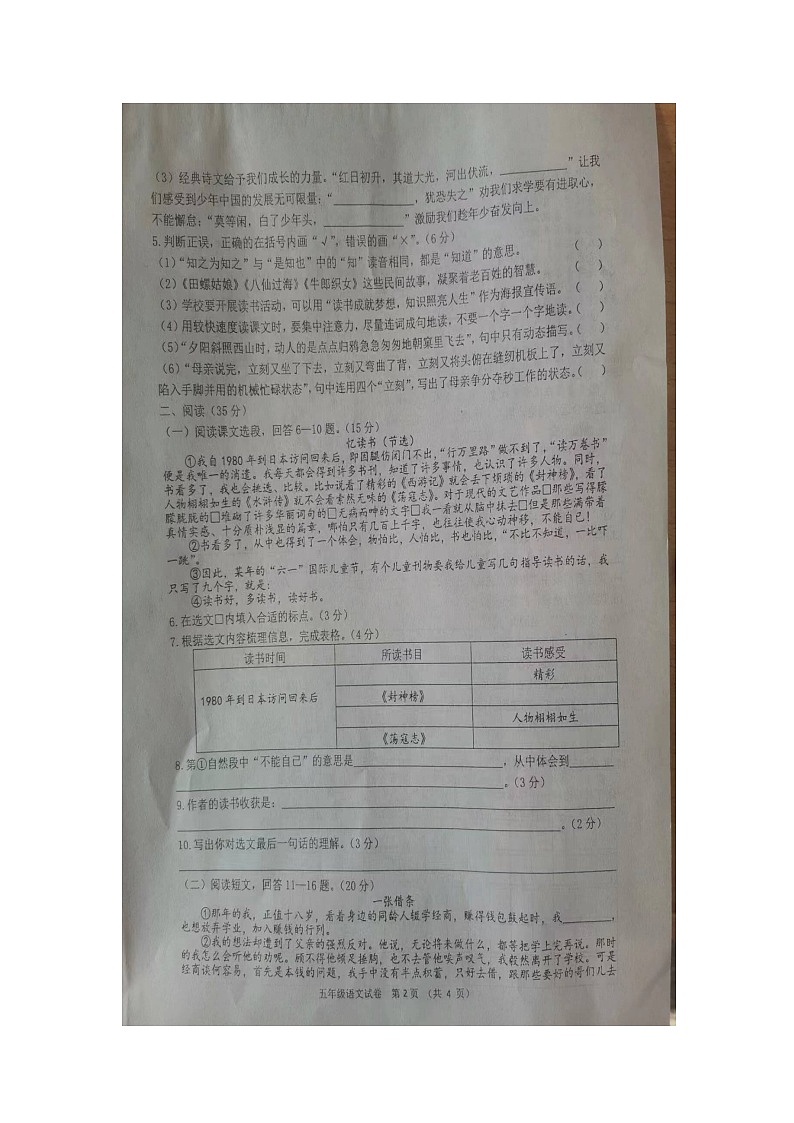 （3）经典诗文给予我们成长的力量。“红日初升，其道大光，河出伏流，____________”让我
们感受到少年中国的发展无可限量；“____________，犹恐失之”劝我们求学要有进取心，
不能懈怠；“莫等闲，白了少年头，____________”激励我们趁年少奋发向上。
5.判断正误，正确的在括号内画“√”，错误的画“×”。（6分）
（1）“知之为知之”与“是知也”中的“知”读音相同，都是“知道”的意思。（ ）
（2）《田螺姑娘》《八仙过海》《牛郎织女》这些民间故事，凝聚着老百姓的智慧。（ ）
（3）学校要开展读书活动，可以用“读书成就梦想，知识照亮人生”作为海报宣传语。（ ）
（4）用较快速度读课文时，要集中注意力，尽量连词成句地读，不要一个字一个字地读。（ ）
（5）“夕阳斜照西山时，动人的是点点归鸦急急匆匆地朝窠里飞去”，句中只有动态描写。（ ）
（6）“母亲说完，立刻又坐了下去，立刻又弯曲了背，立刻又将头俯在缝纫机板上了，立刻又
陷入手脚并用的机械忙碌状态”，句中连用四个“立刻”，写出了母亲争分夺秒工作的状态。（ ）
二、阅读（35分）
（一）阅读课文选段，回答6—10题。（15分）
忆读书（节选）
①我自1980年到日本访问回来后，即因腿伤闭门不出，“行万里路”做不到了，“读万卷书”
便是我唯一的消遣。我每天都会得到许多书刊，知道了许多事情，也认识了许多人物。同时，
书看多了，我也会挑选、比较。比如说看了精彩的《西游记》就会丢下烦琐的《封神榜》，看了
人物栩栩如生的《水浒传》就不会看索然无味的《荡寇志》。对于现代的文艺作品□那些写得朦
朦胧胧的□堆砌了许多华丽词句的□无病而呻的文字□我一看就从脑中抹去□但是那些满带着
真情实感、十分质朴浅显的篇章，哪怕只有几百上千字，也往往使我心动神移，不能自己！
②书看多了，从中也得到了一个体会，物怕比，人怕比，书也怕比，“不比不知道，一比吓
一跳”。
③因此，某年的“六一”国际儿童节，有个儿童刊物要我给儿童写几句指导读书的话，我
只写了九个字，就是：
④读书好，多读书，读好书。
6.在选文□内填入合适的标点。（3分）
7.根据选文内容梳理信息，完成表格。（4分）
读书时间 所读书目 读书感受
精彩
1980年到日本访问回来后 《封神榜》
人物栩栩如生
《荡寇志》
8.第①自然段中“不能自己”的意思是____________________，从中体会到______
____________________________________________。（3分）
9.作者的读书收获是：____________________________________________
____________________________________________________。（2分）
10.写出你对选文最后一句话的理解。（3分）
（二）阅读短文，回答11—16题。（20分）
一张借条
①那年的我，正值十八岁，看着身边的同龄人辍学经商，赚得钱包鼓起时，我________，
也想放弃学业，加入赚钱的行列。
②我的想法却遭到了父亲的强烈反对。他说，无论将来做什么，都等把学上完再说。那时
的我怎么会听他的劝呢。顾不得他顿足捶胸，也不去管他唉声叹气，我毅然离开了学校。可是
经商谈何容易，首先是本钱的问题，我手中没有半点积蓄，只好去借，跟那些要好的哥们儿去
五年级语文试卷 第2页 （共4页）